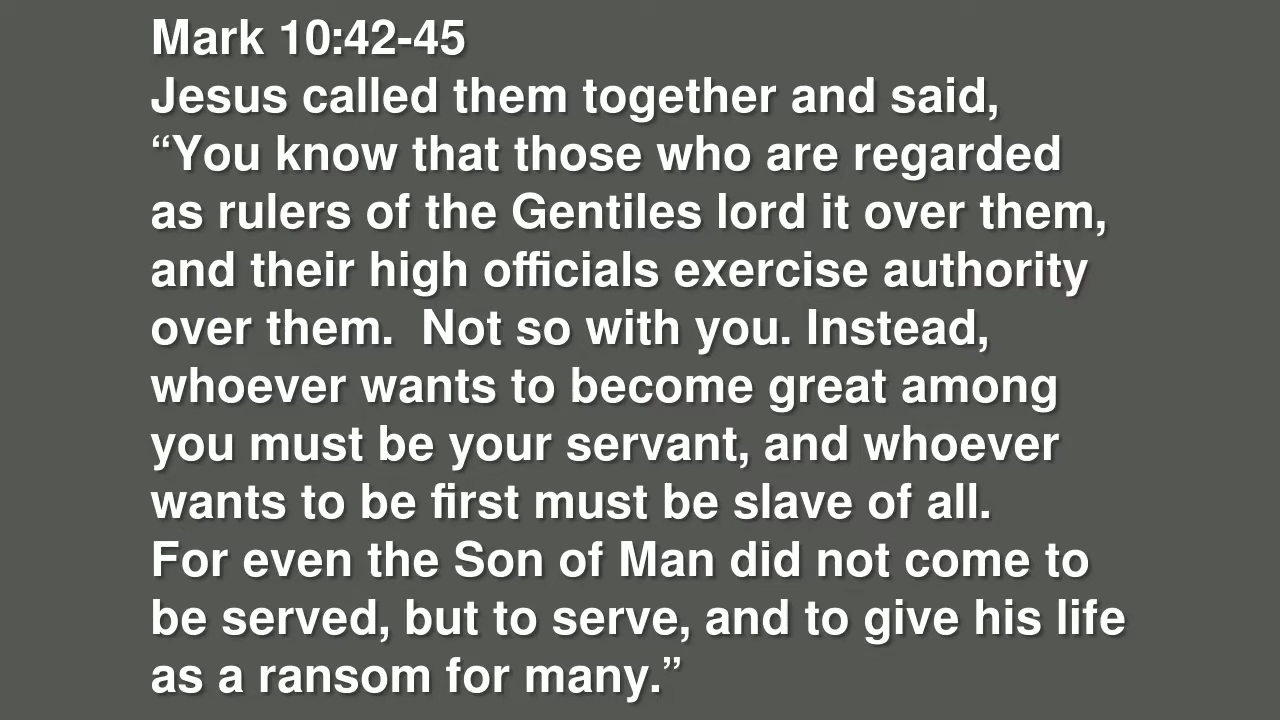 Mark 10:42-45
Jesus called them together and said,
“You know that those who are regarded
as rulers of the Gentiles lord it over them,
and their high officials exercise authority
over them.  Not so with you. Instead,
whoever wants to become great among
you must be your servant, and whoever
wants to be first must be slave of all.
For even the Son of Man did not come to
be served, but to serve, and to give his life
as a ransom for many.”